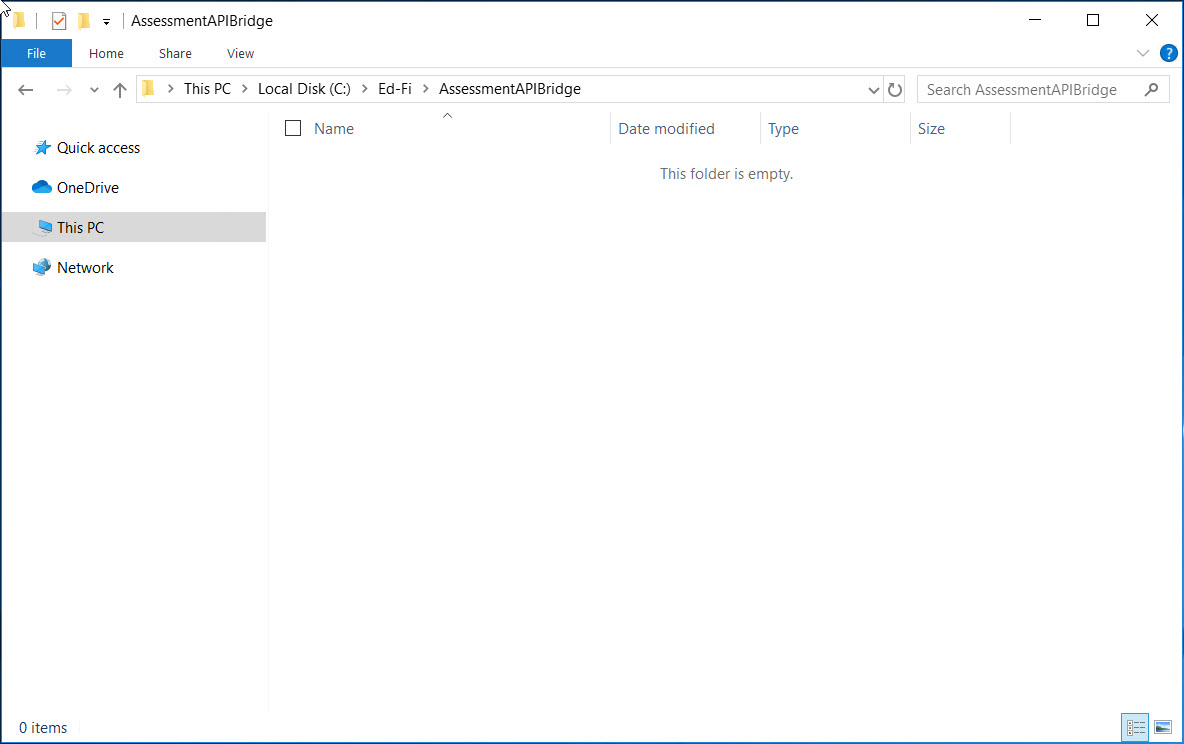 AssessmentAPIBridge
File Home Share View
This PC Local Disk (C:) Ed-Fi AssessmentAPIBridge Search AssessmentAPIBridge
Name Date modified Type Size
This folder is empty.
Quick access
OneDrive
This PC
Network
0 items